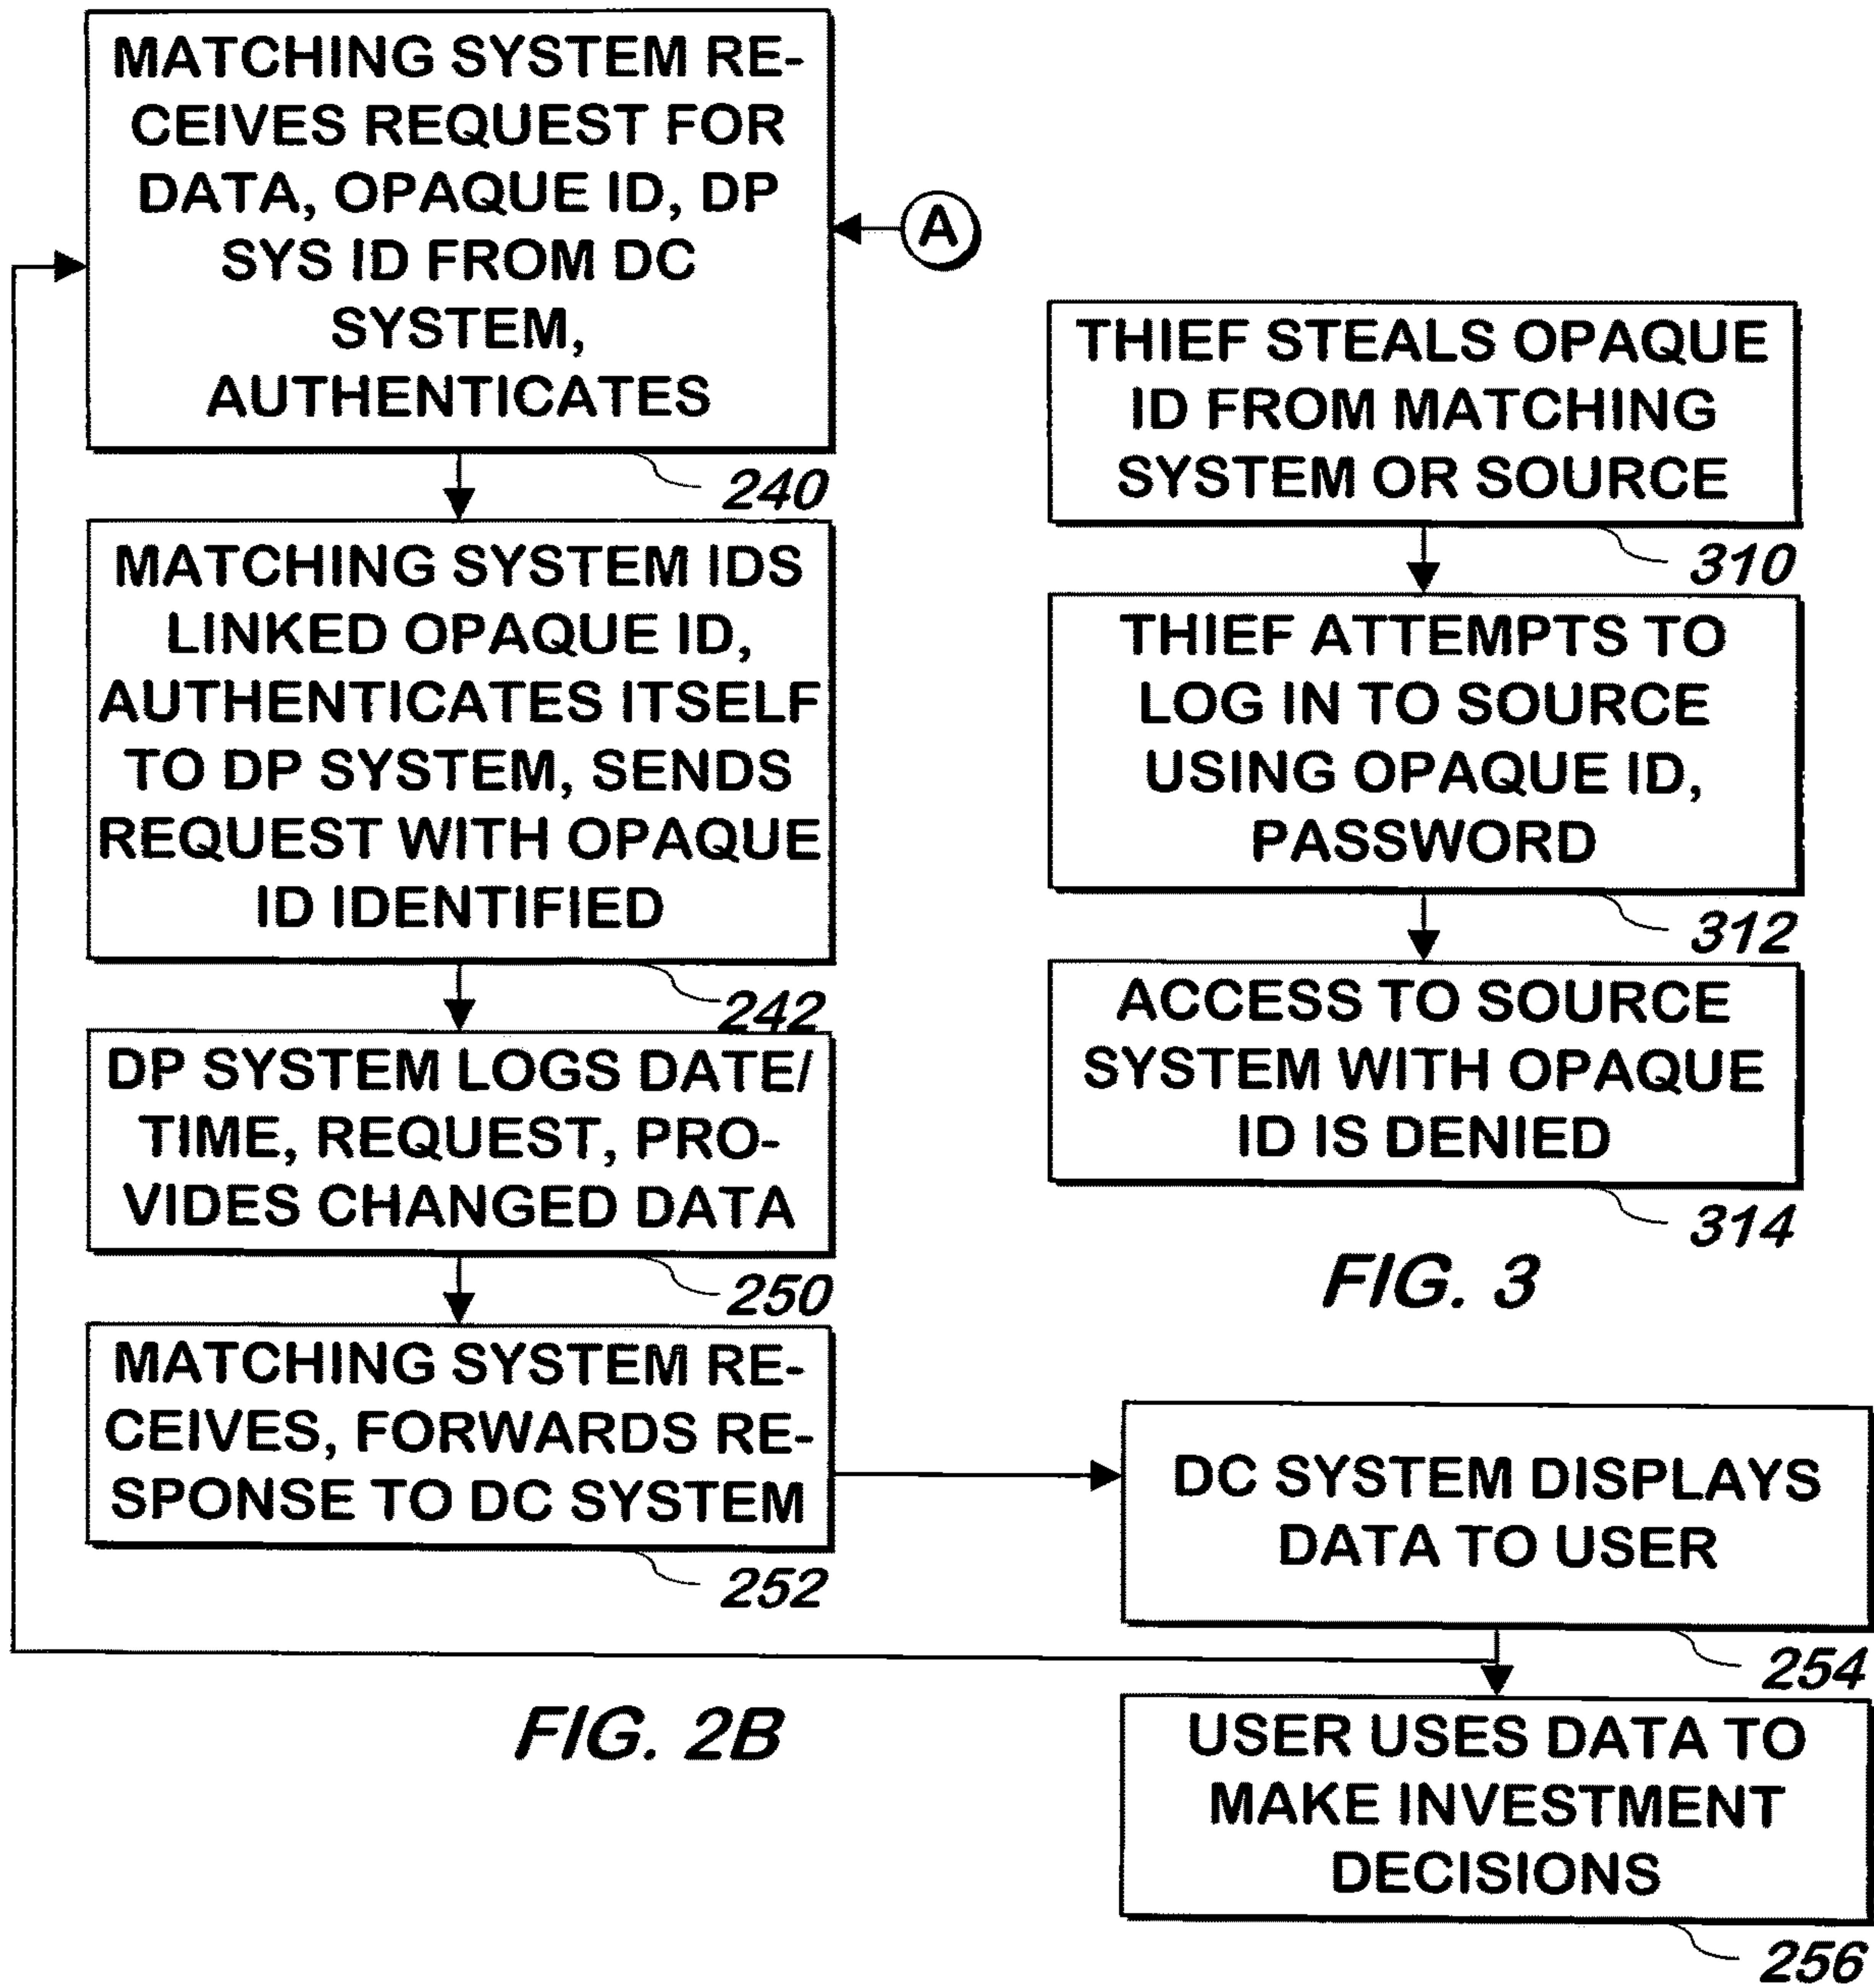 MATCHING SYSTEM RE-
CEIVES REQUEST FOR
DATA, OPAQUE ID, DP
SYS ID FROM DC
SYSTEM,
AUTHENTICATES
240
A
MATCHING SYSTEM IDS
LINKED OPAQUE ID,
AUTHENTICATES ITSELF
TO DP SYSTEM, SENDS
REQUEST WITH OPAQUE
ID IDENTIFIED
242
DP SYSTEM LOGS DATE/
TIME, REQUEST, PRO-
VIDES CHANGED DATA
250
MATCHING SYSTEM RE-
CEIVES, FORWARDS RE-
SPONSE TO DC SYSTEM
252
DC SYSTEM DISPLAYS
DATA TO USER
254
USER USES DATA TO
MAKE INVESTMENT
DECISIONS
256
FIG. 2B
THIEF STEALS OPAQUE
ID FROM MATCHING
SYSTEM OR SOURCE
310
THIEF ATTEMPTS TO
LOG IN TO SOURCE
USING OPAQUE ID,
PASSWORD
312
ACCESS TO SOURCE
SYSTEM WITH OPAQUE
ID IS DENIED
314
FIG. 3